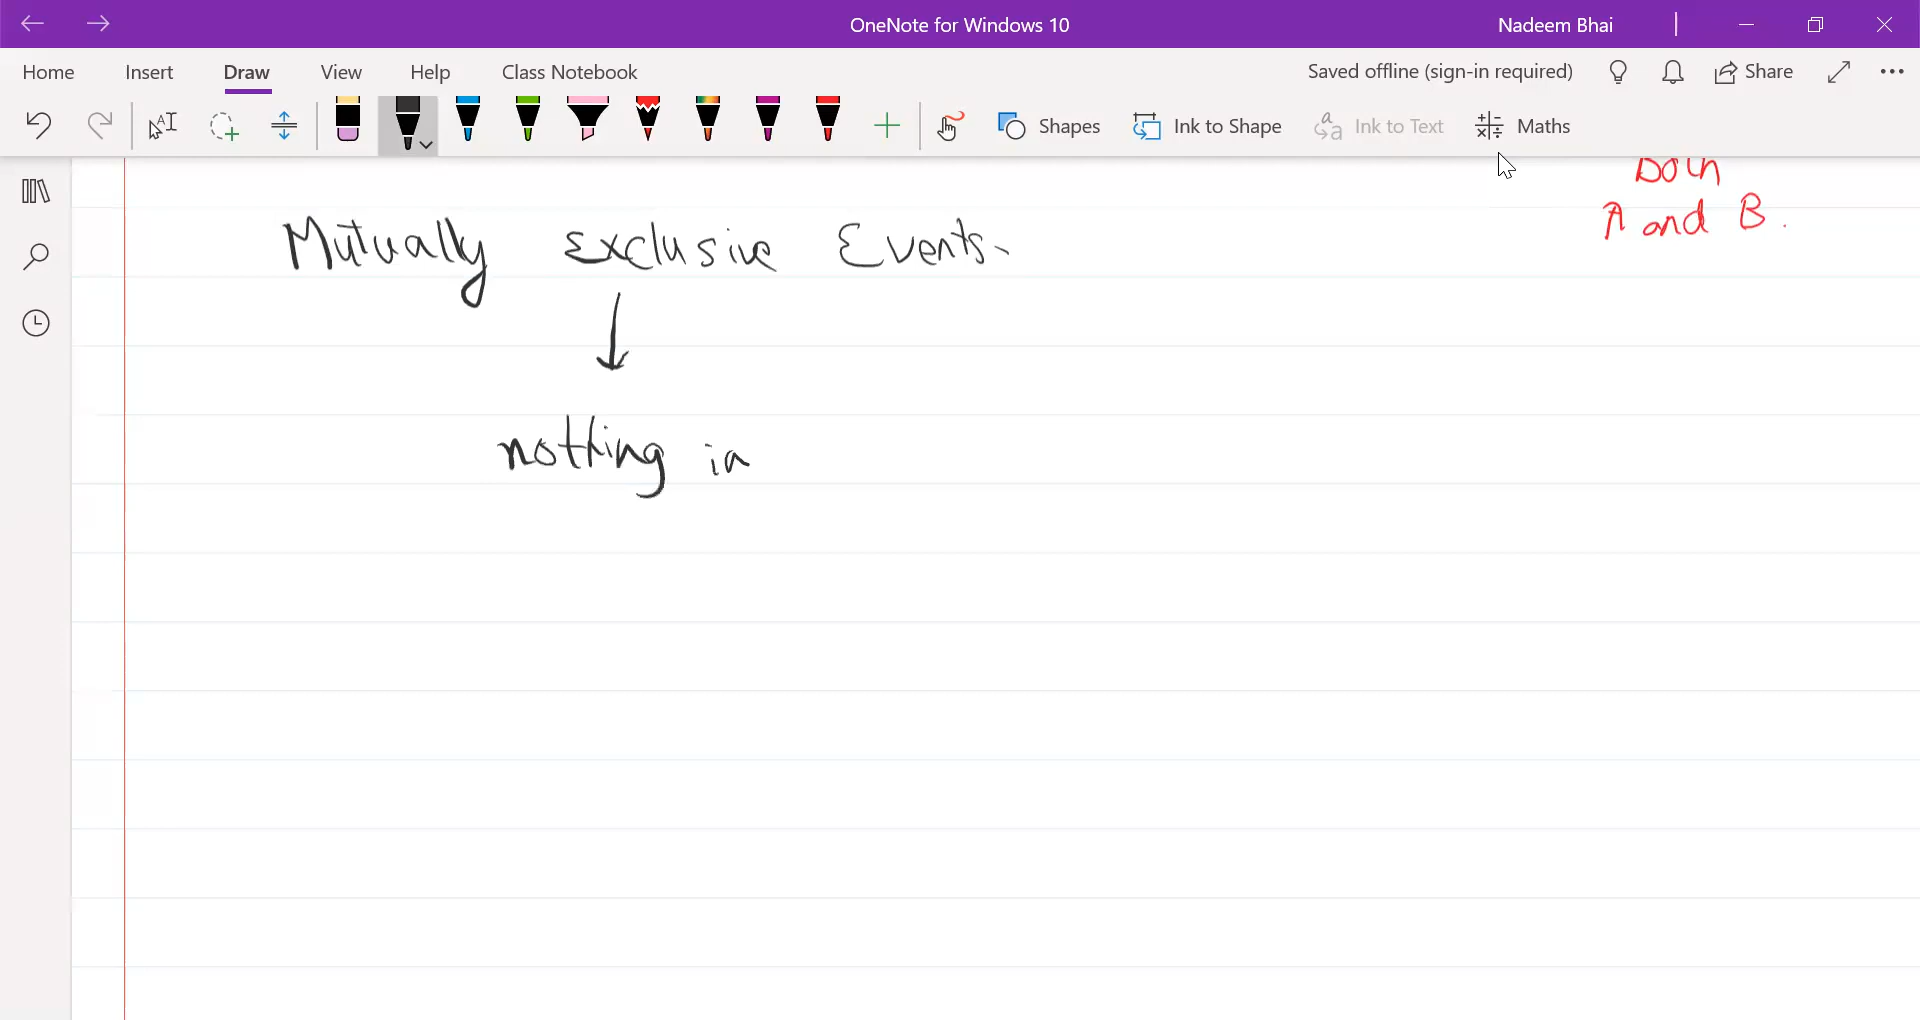 OneNote for Windows 10
Nadeem Bhai
Home Insert Draw View Help Class Notebook
Saved offline (sign-in required) Share
Shapes Ink to Shape Ink to Text Maths
Both
A and B.
Mutually Exclusive Events.
nothing in